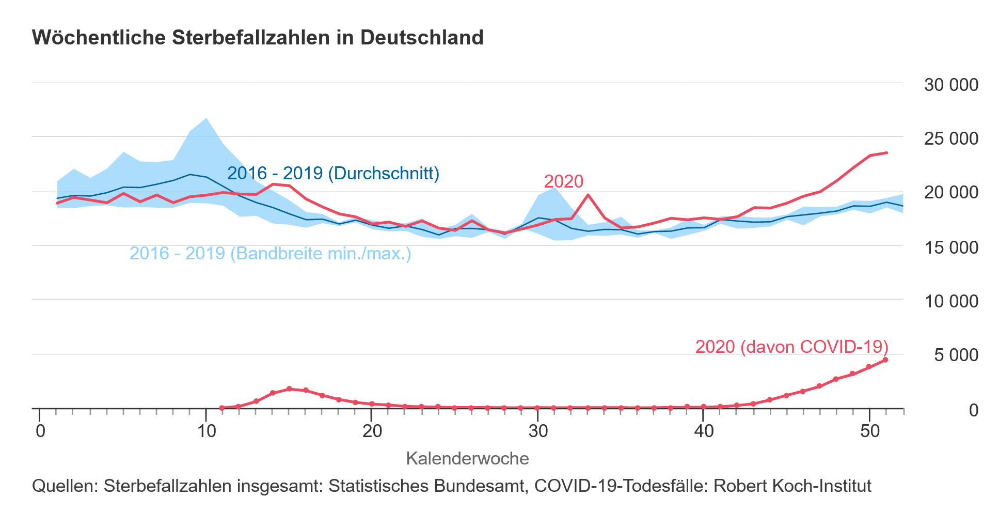 Wöchentliche Sterbefallzahlen in Deutschland
30 000
25 000
2016 - 2019 (Durchschnitt)
2020
20 000
15 000
2016 - 2019 (Bandbreite min./max.)
10 000
2020 (davon COVID-19)
5 000
0
0 10 20 30 40 50
Kalenderwoche
Quellen: Sterbefallzahlen insgesamt: Statistisches Bundesamt, COVID-19-Todesfälle: Robert Koch-Institut